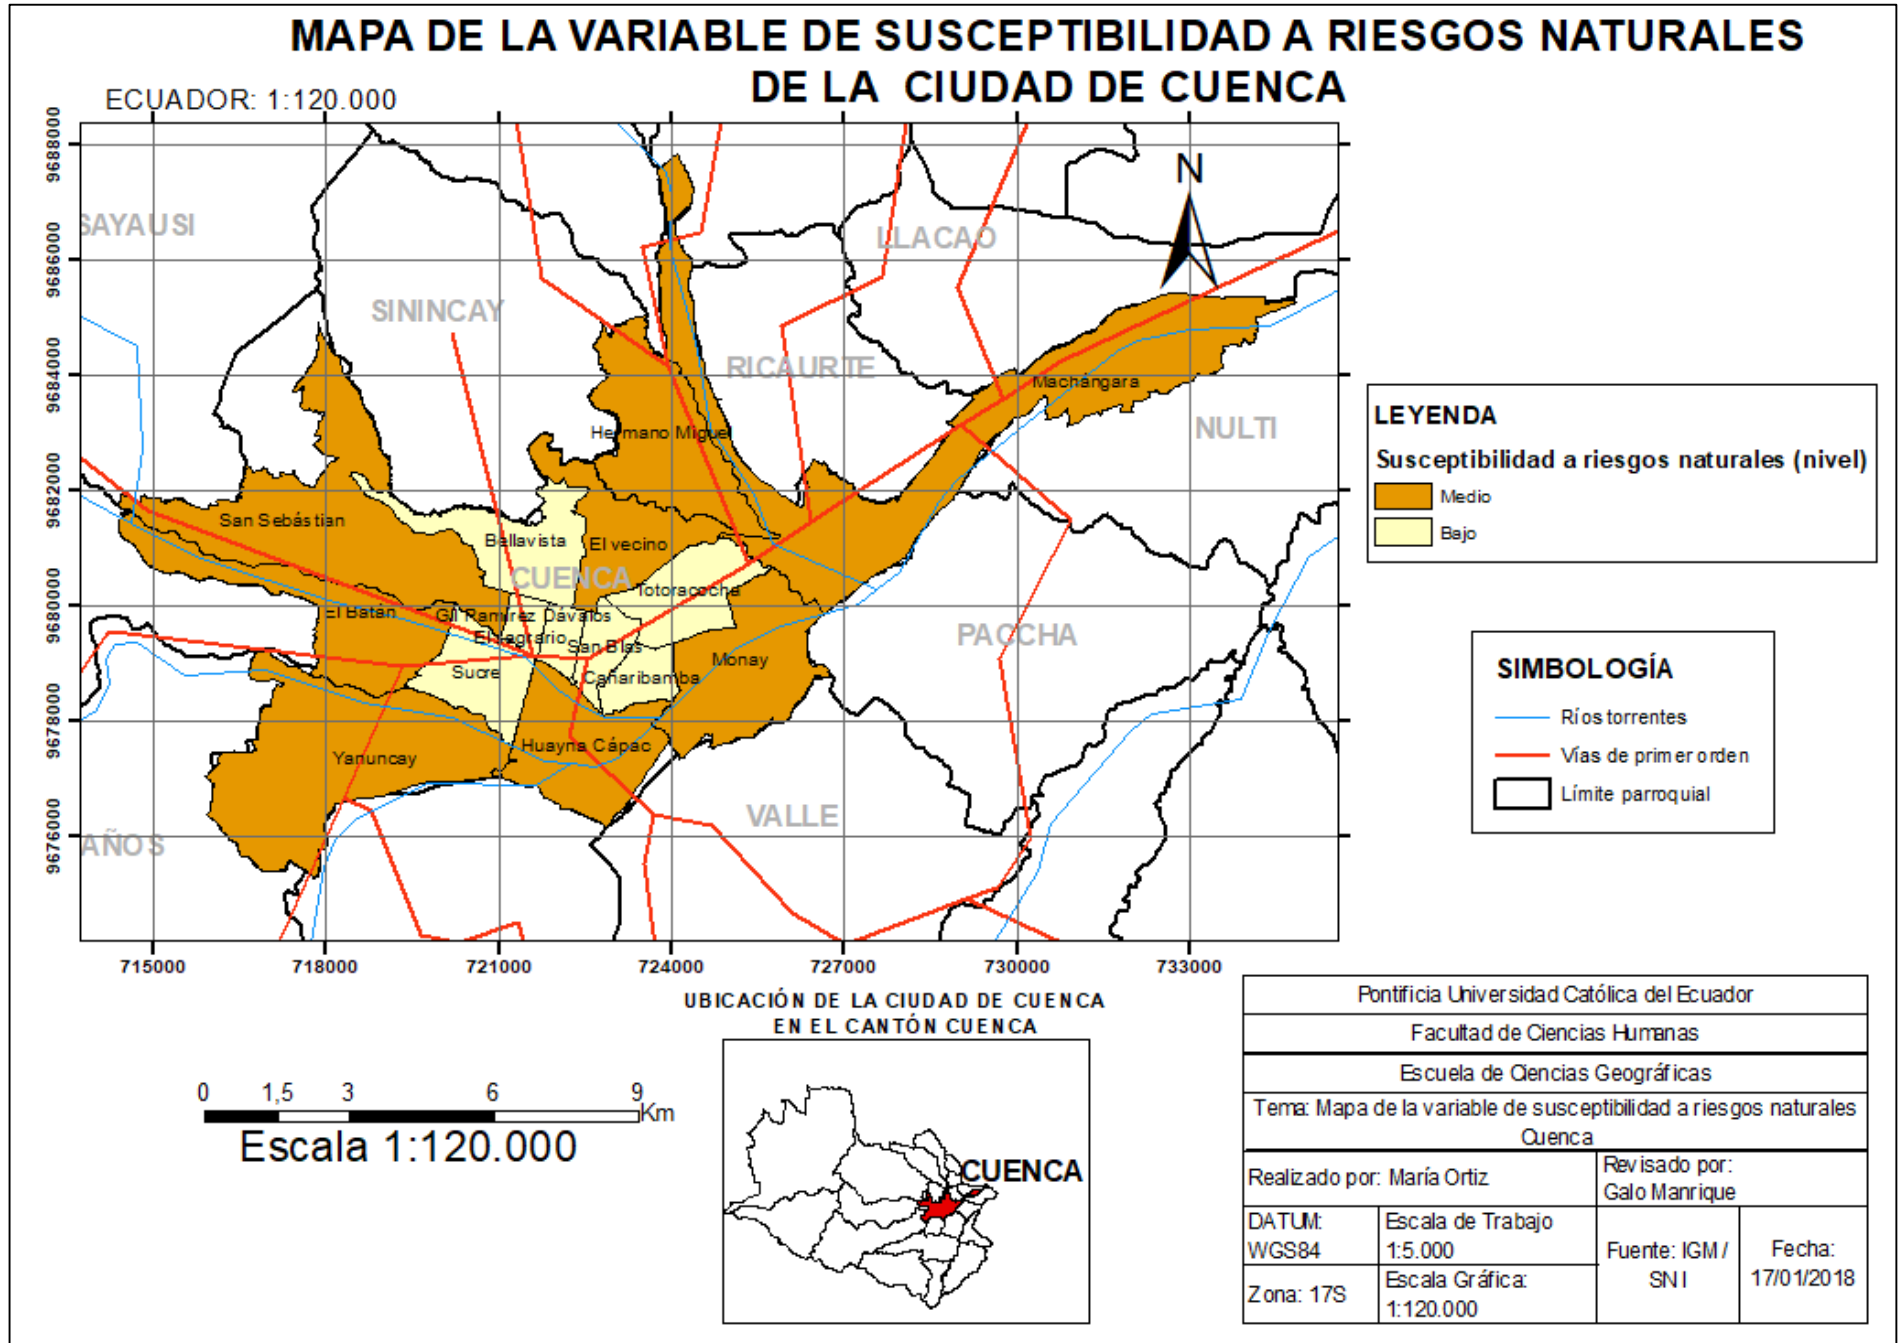 MAPA DE LA VARIABLE DE SUSCEPTIBILIDAD A RIESGOS NATURALES
DE LA CIUDAD DE CUENCA
ECUADOR: 1:120.000
9688000
9686000
9684000
9682000
9680000
9678000
9676000
715000
718000
721000
724000
727000
730000
733000
N
SAYAUSI
SININCAY
LLACAO
RICAURTE
NULTI
CUENCA
PACCHA
VALLE
AÑOS
Machángara
Hermano Miguel
San Sebástian
Bellavista
El vecino
Totoracocha
El Batán
Gil Ramírez Dávalos
El sagrario
San Blas
Sucre
Cañaribamba
Monay
Huayna Cápac
Yanuncay
LEYENDA
Susceptibilidad a riesgos naturales (nivel)
Medio
Bajo
SIMBOLOGÍA
Ríos torrentes
Vías de primer orden
Límite parroquial
UBICACIÓN DE LA CIUDAD DE CUENCA
EN EL CANTÓN CUENCA
CUENCA
0 1,5 3 6 9
Km
Escala 1:120.000
Pontificia Universidad Católica del Ecuador
Facultad de Ciencias Humanas
Escuela de Ciencias Geográficas
Tema: Mapa de la variable de susceptibilidad a riesgos naturales
Cuenca
Realizado por: María Ortiz
Revisado por:
Galo Manrique
DATUM:
WGS84
Escala de Trabajo
1:5.000
Zona: 17S
Escala Gráfica:
1:120.000
Fuente: IGM /
SNI
Fecha:
17/01/2018